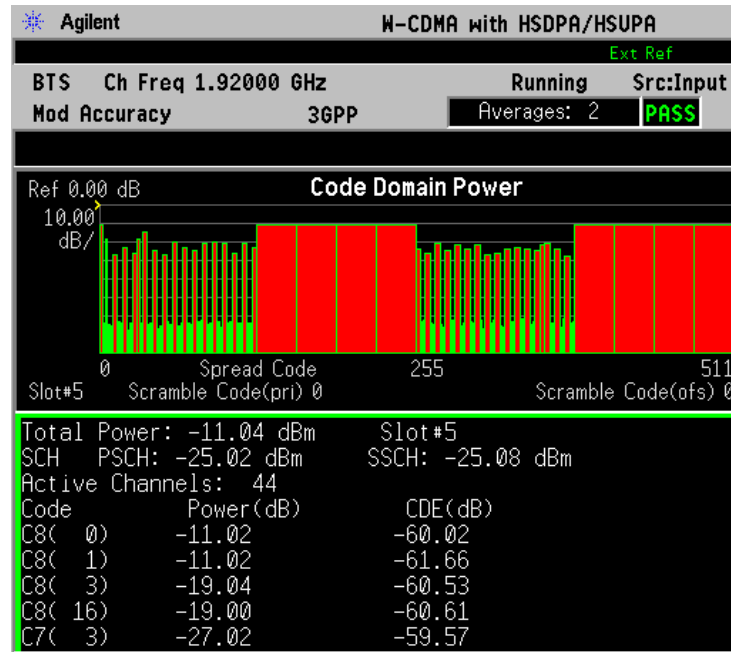 Agilent W-CDMA with HSDPA/HSUPA
Ext Ref
BTS Ch Freq 1.92000 GHz Running Src:Input
Mod Accuracy 3GPP Averages: 2 PASS
Ref 0.00 dB Code Domain Power
10.00
dB/
0 Spread Code 255 511
Slot#5 Scramble Code(pri) 0 Scramble Code(ofs) 0
Total Power: -11.04 dBm Slot#5
SCH PSCH: -25.02 dBm SSCH: -25.08 dBm
Active Channels: 44
Code Power(dB) CDE(dB)
C8( 0) -11.02 -60.02
C8( 1) -11.02 -61.66
C8( 3) -19.04 -60.53
C8( 16) -19.00 -60.61
C7( 3) -27.02 -59.57